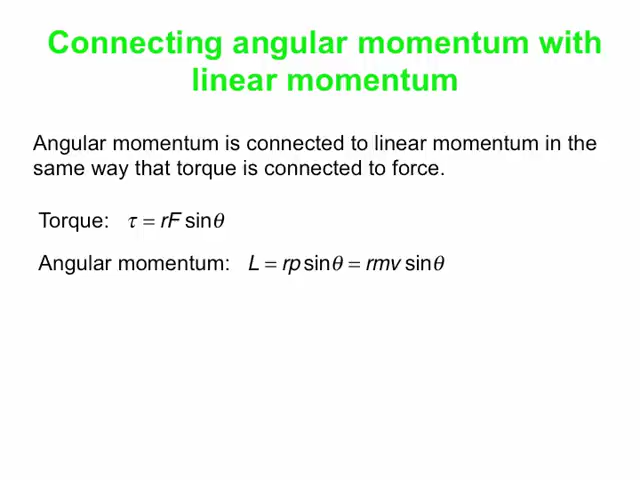 Connecting angular momentum with
linear momentum
Angular momentum is connected to linear momentum in the
same way that torque is connected to force.
Torque: τ = rF sinθ
Angular momentum: L = rp sinθ = rmv sinθ